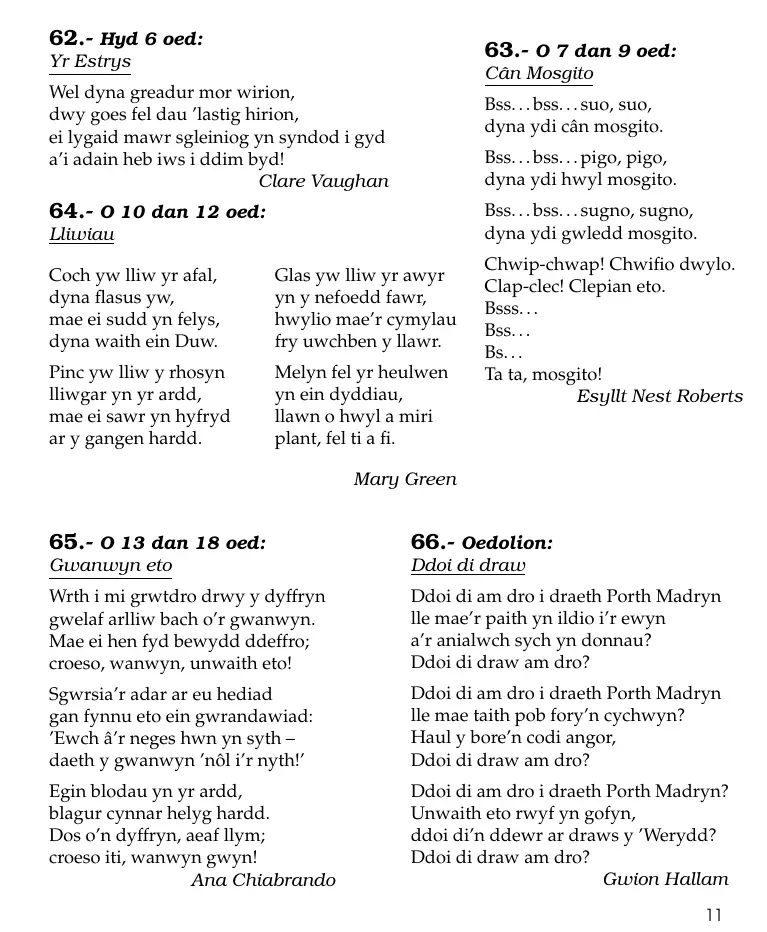 62.- Hyd 6 oed:
Yr Estrys
Wel dyna greadur mor wirion,
dwy goes fel dau ’lastig hirion,
ei lygaid mawr sgleiniog yn syndod i gyd
a’i adain heb iws i ddim byd!
Clare Vaughan
63.- O 7 dan 9 oed:
Cân Mosgito
Bss…bss…suo, suo,
dyna ydi cân mosgito.
Bss…bss…pigo, pigo,
dyna ydi hwyl mosgito.
Bss…bss…sugno, sugno,
dyna ydi gwledd mosgito.
Chwip-chwap! Chwifio dwylo.
Clap-clec! Clepian eto.
Bsss…
Bss…
Bs…
Ta ta, mosgito!
Esyllt Nest Roberts
64.- O 10 dan 12 oed:
Lliwiau
Coch yw lliw yr afal,
dyna flasus yw,
mae ei sudd yn felys,
dyna waith ein Duw.
Pinc yw lliw y rhosyn
lliwgar yn yr ardd,
mae ei sawr yn hyfryd
ar y gangen hardd.
Glas yw lliw yr awyr
yn y nefoedd fawr,
hwylio mae’r cymylau
fry uwchben y llawr.
Melyn fel yr heulwen
yn ein dyddiau,
llawn o hwyl a miri
plant, fel ti a fi.
Mary Green
65.- O 13 dan 18 oed:
Gwanwyn eto
Wrth i mi grwtdro drwy y dyffryn
gwelaf arlliw bach o’r gwanwyn.
Mae ei hen fyd bewydd ddeffro;
croeso, wanwyn, unwaith eto!
Sgwrsia’r adar ar eu hediad
gan fynnu eto ein gwrandawiad:
’Ewch â’r neges hwn yn syth –
daeth y gwanwyn ’nôl i’r nyth!’
Egin blodau yn yr ardd,
blagur cynnar helyg hardd.
Dos o’n dyffryn, aeaf llym;
croeso iti, wanwyn gwyn!
Ana Chiabrando
66.- Oedolion:
Ddoi di draw
Ddoi di am dro i draeth Porth Madryn
lle mae’r paith yn ildio i’r ewyn
a’r anialwch sych yn donnau?
Ddoi di draw am dro?
Ddoi di am dro i draeth Porth Madryn
lle mae taith pob fory’n cychwyn?
Haul y bore’n codi angor,
Ddoi di draw am dro?
Ddoi di am dro i draeth Porth Madryn?
Unwaith eto rwyf yn gofyn,
ddoi di’n ddewr ar draws y ’Werydd?
Ddoi di draw am dro?
Gwion Hallam
11